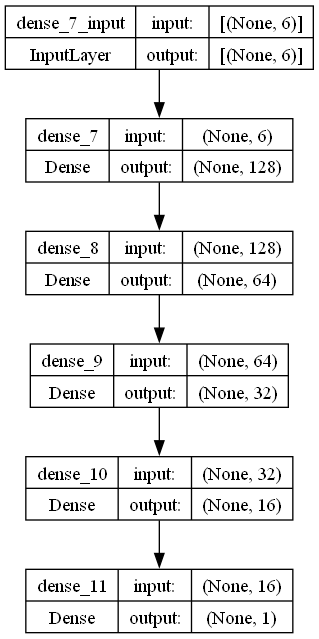 dense_7_input input: [(None, 6)]
InputLayer output: [(None, 6)]
dense_7 input: (None, 6)
Dense output: (None, 128)
dense_8 input: (None, 128)
Dense output: (None, 64)
dense_9 input: (None, 64)
Dense output: (None, 32)
dense_10 input: (None, 32)
Dense output: (None, 16)
dense_11 input: (None, 16)
Dense output: (None, 1)